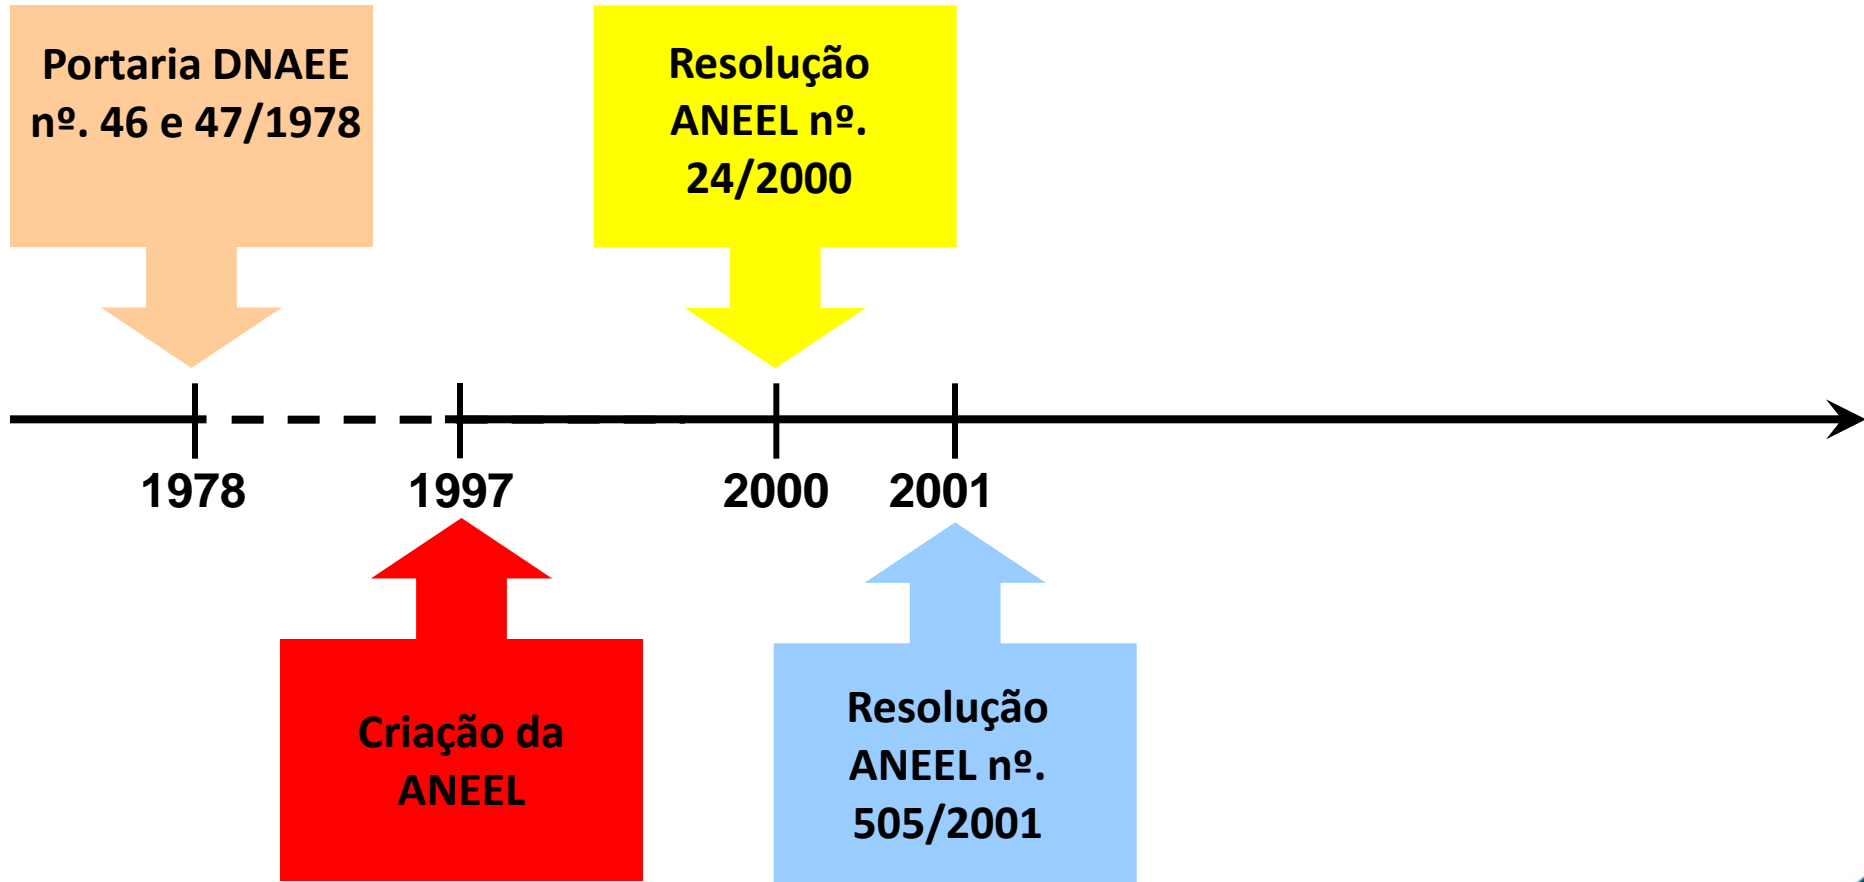 Portaria DNAEE
nº. 46 e 47/1978
Resolução
ANEEL nº.
24/2000
1978
1997
2000
2001
Criação da
ANEEL
Resolução
ANEEL nº.
505/2001